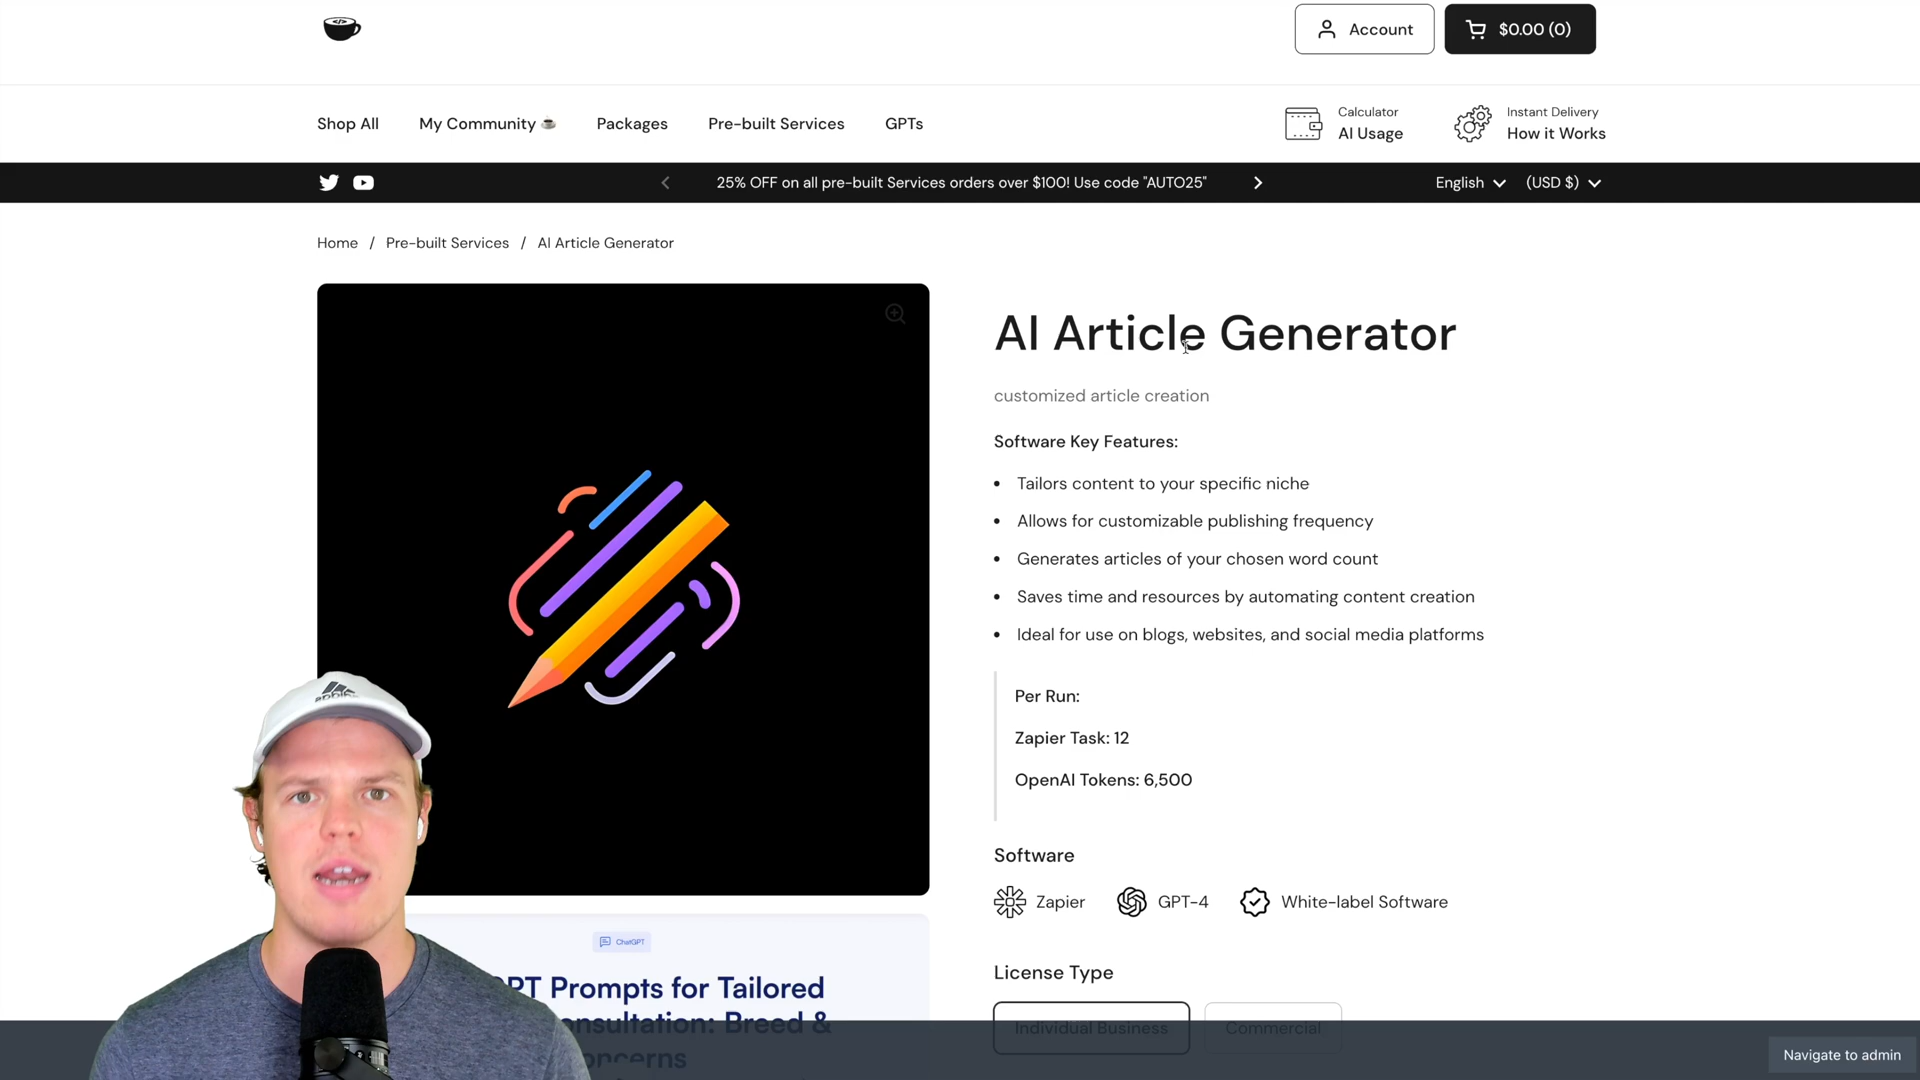 Account
$0.00 (0)
Shop All
My Community
Packages
Pre-built Services
GPTs
Calculator
AI Usage
Instant Delivery
How it Works
25% OFF on all pre-built Services orders over $100! Use code "AUTO25"
English
(USD $)
Home / Pre-built Services / AI Article Generator
AI Article Generator
customized article creation
Software Key Features:
• Tailors content to your specific niche
• Allows for customizable publishing frequency
• Generates articles of your chosen word count
• Saves time and resources by automating content creation
• Ideal for use on blogs, websites, and social media platforms
Per Run:
Zapier Task: 12
OpenAI Tokens: 6,500
Software
Zapier
GPT-4
White-label Software
License Type
Individual Business
Commercial
ChatGPT
Prompts for Tailored
Breed &
Navigate to admin